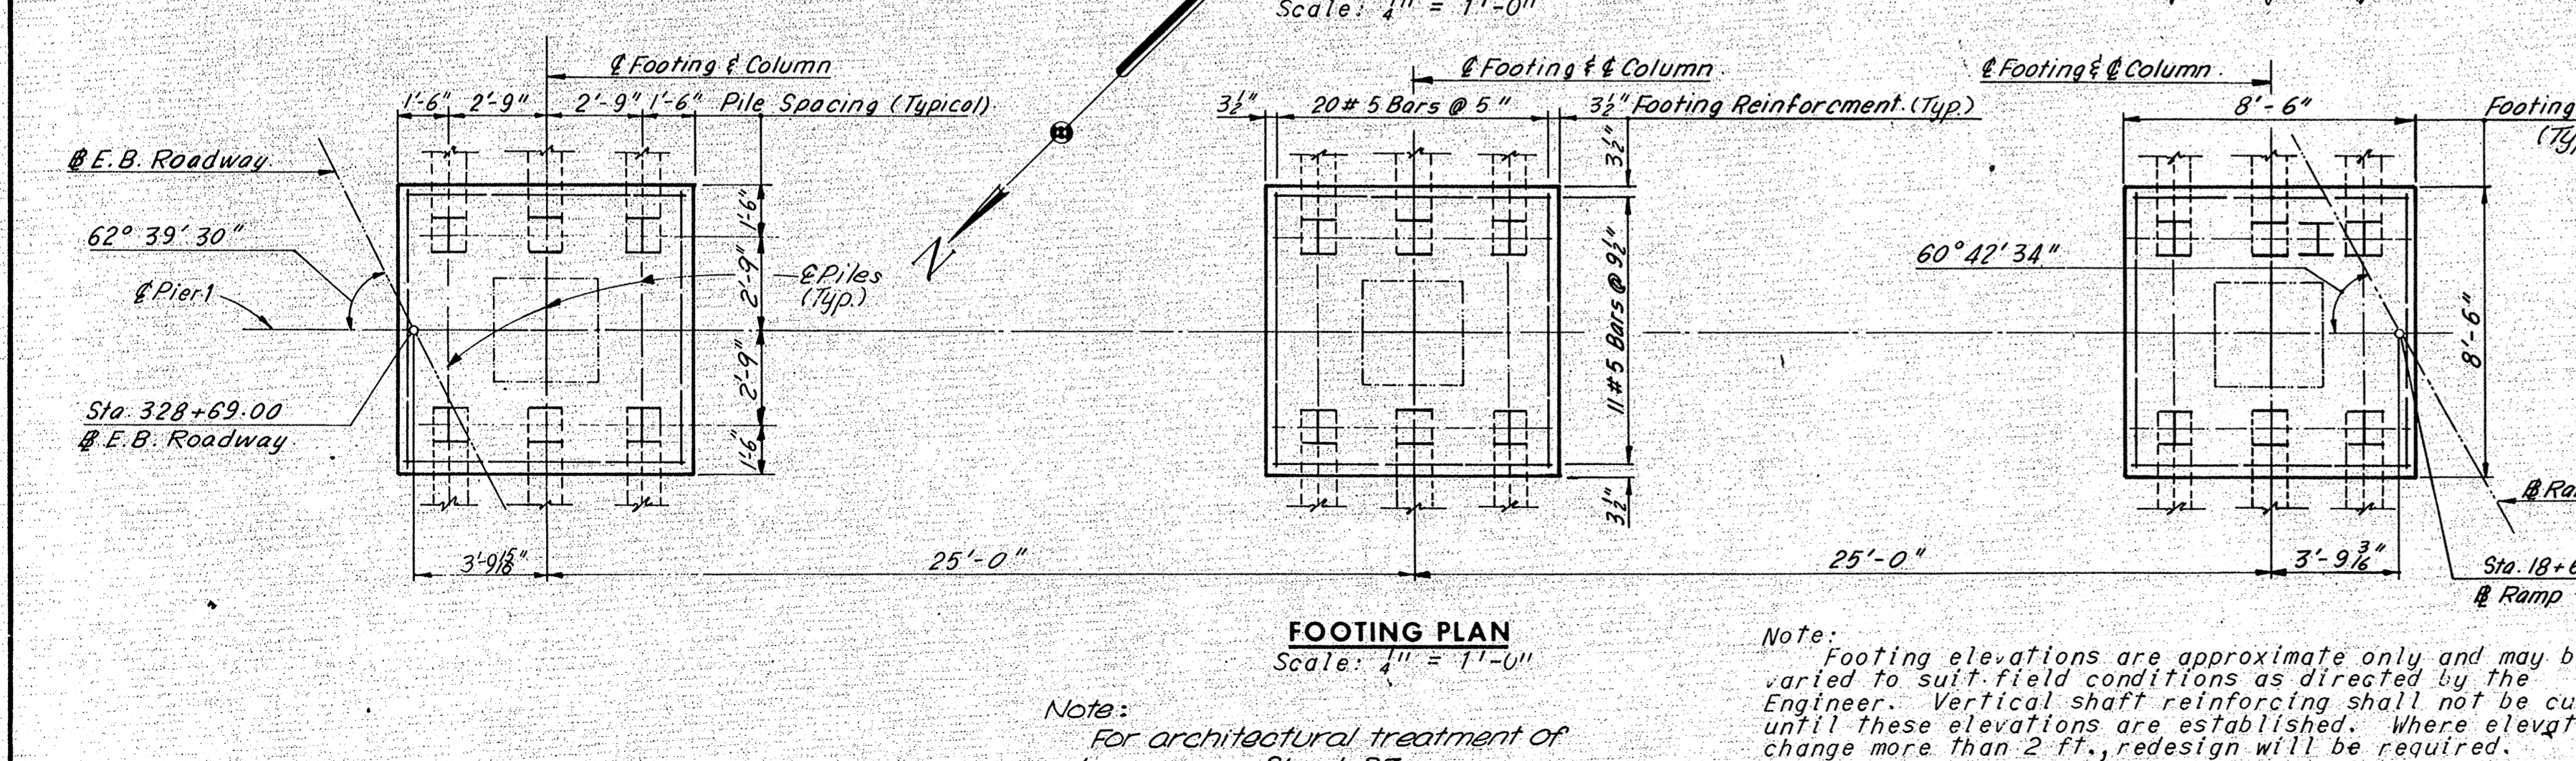 Scale: 1/4" = 1'-0"
℄ Footing & Column
℄ Footing & ℄ Column.
℄ Footing & ℄ Column.
1'-6" 2'-9" 2'-9" 1'-6" Pile Spacing (Typical)
3½" 20 # 5 Bars @ 5" 3½" Footing Reinforcment. (Typ.)
8'-6" Footing
3½"
E.B. Roadway.
1'-6"
62° 39' 30"
2'-9"
℄ Piles
(Typ.)
N
11 # 5 Bars @ 9½"
60° 42' 34"
8'-6"
℄ Pier 1
2'-9"
Sta. 328+69.00
E.B. Roadway.
1'-6"
3½"
3'-9 15/16" 25'-0" 25'-0" 3'-9 3/16"
Ramp
FOOTING PLAN
Scale: 1/4" = 1'-0"
Note:
Footing elevations are approximate only and may
varied to suit field conditions as directed by the
Engineer. Vertical shaft reinforcing shall not be
until these elevations are established. Where
change more than 2 ft., redesign will be required.
Note:
For architectural treatment of